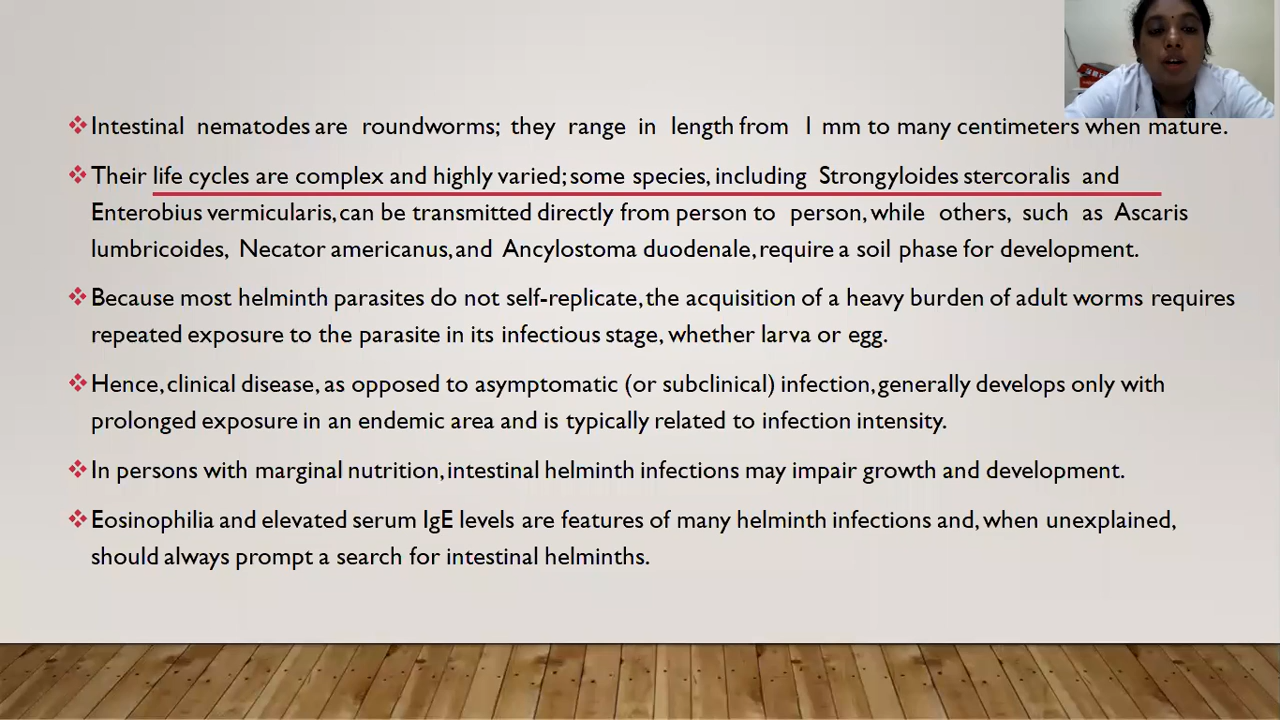 Intestinal nematodes are roundworms; they range in length from 1 mm to many centimeters when mature.
Their life cycles are complex and highly varied; some species, including Strongyloides stercoralis and
Enterobius vermicularis, can be transmitted directly from person to person, while others, such as Ascaris
lumbricoides, Necator americanus, and Ancylostoma duodenale, require a soil phase for development.
Because most helminth parasites do not self-replicate, the acquisition of a heavy burden of adult worms requires
repeated exposure to the parasite in its infectious stage, whether larva or egg.
Hence, clinical disease, as opposed to asymptomatic (or subclinical) infection, generally develops only with
prolonged exposure in an endemic area and is typically related to infection intensity.
In persons with marginal nutrition, intestinal helminth infections may impair growth and development.
Eosinophilia and elevated serum IgE levels are features of many helminth infections and, when unexplained,
should always prompt a search for intestinal helminths.